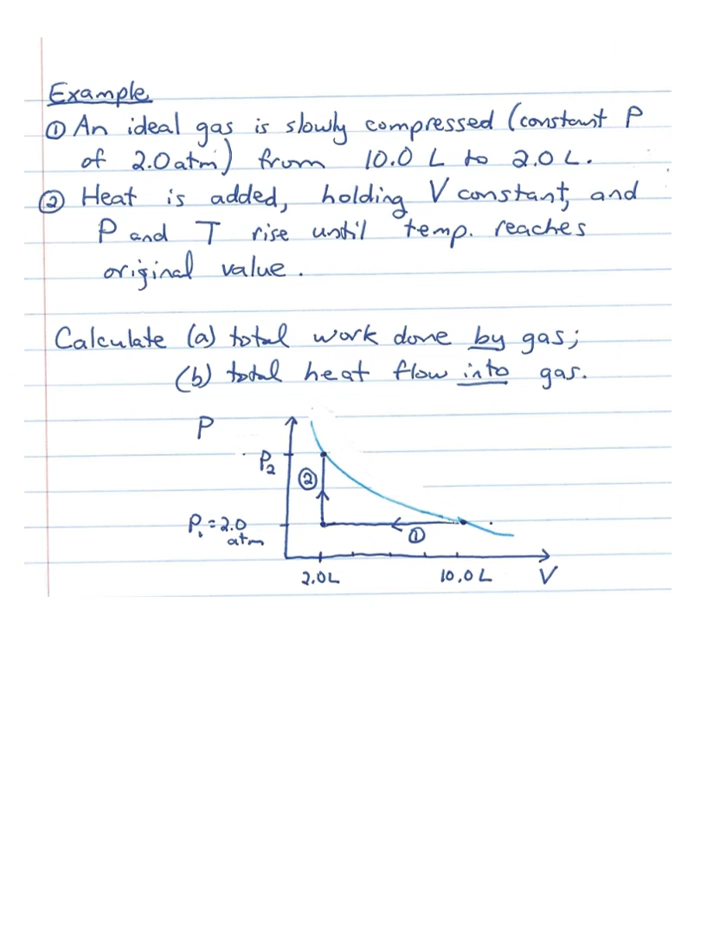 Example
① An ideal gas is slowly compressed (constant P
of 2.0 atm) from 10.0 L to 2.0 L.
② Heat is added, holding V constant, and
P and T rise until temp. reaches
original value.
Calculate (a) total work done by gas;
(b) total heat flow into gas.
P
P₂
②
P₁ = 2.0
atm
①
2.0L
10.0 L
V